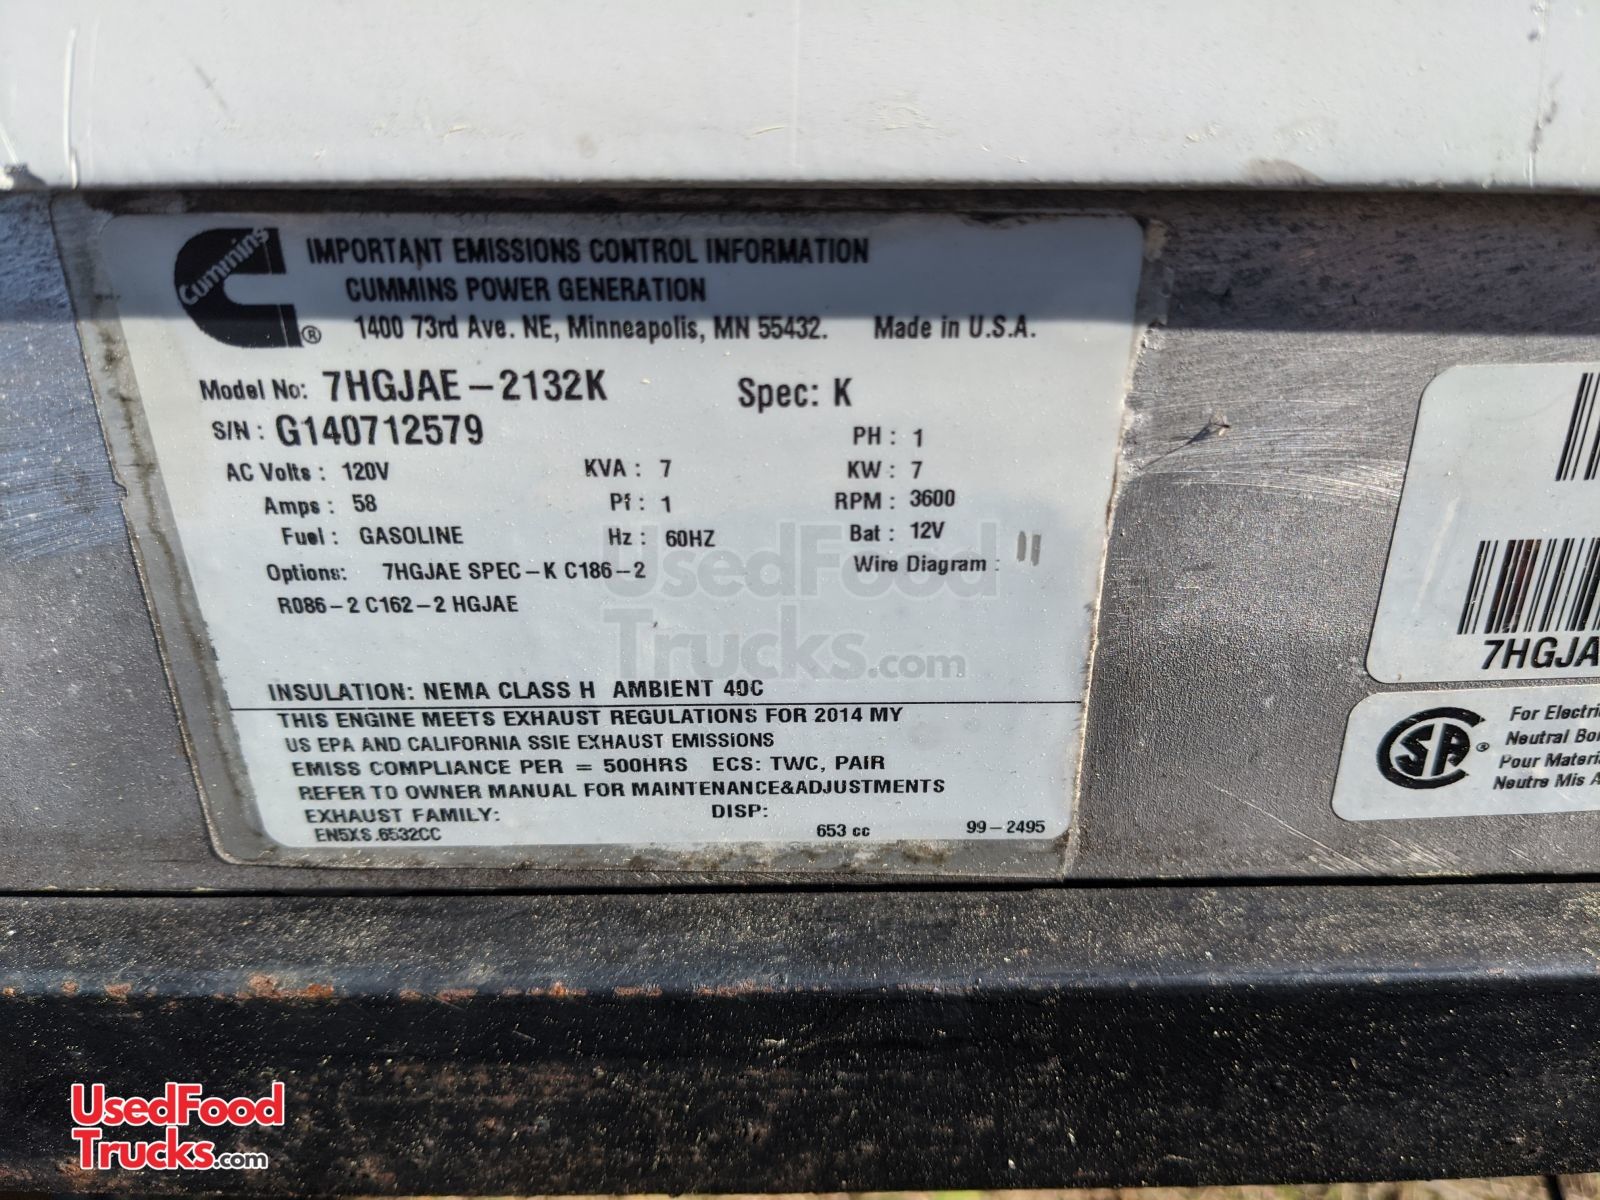 Cummins ®
IMPORTANT EMISSIONS CONTROL INFORMATION
CUMMINS POWER GENERATION
1400 73rd Ave. NE, Minneapolis, MN 55432. Made in U.S.A.
Model No: 7HGJAE-2132K Spec: K
S/N: G140712579 PH: 1
AC Volts: 120V KVA: 7 KW: 7
Amps: 58 Pf: 1 RPM: 3600
Fuel: GASOLINE Hz: 60HZ Bat: 12V
Options: 7HGJAE SPEC-K C186-2 Wire Diagram:
R086-2 C162-2 HGJAE
UsedFood
Trucks.com
INSULATION: NEMA CLASS H AMBIENT 40C
THIS ENGINE MEETS EXHAUST REGULATIONS FOR 2014 MY
US EPA AND CALIFORNIA SSIE EXHAUST EMISSIONS
EMISS COMPLIANCE PER = 500HRS ECS: TWC, PAIR
REFER TO OWNER MANUAL FOR MAINTENANCE&ADJUSTMENTS
EXHAUST FAMILY: DISP:
EN5XS.6532CC 653 cc 99-2495
7HGJA
SA ®
For Electri
Neutral Bo
Pour Materi
Neutre Mis A
UsedFood
Trucks.com